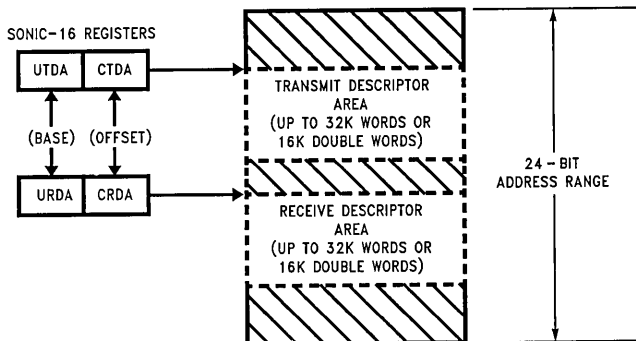 SONIC-16 REGISTERS
UTDA CTDA
(BASE) (OFFSET)
URDA CRDA
TRANSMIT DESCRIPTOR
AREA
(UP TO 32K WORDS OR
16K DOUBLE WORDS)
RECEIVE DESCRIPTOR
AREA
(UP TO 32K WORDS OR
16K DOUBLE WORDS)
24-BIT
ADDRESS RANGE